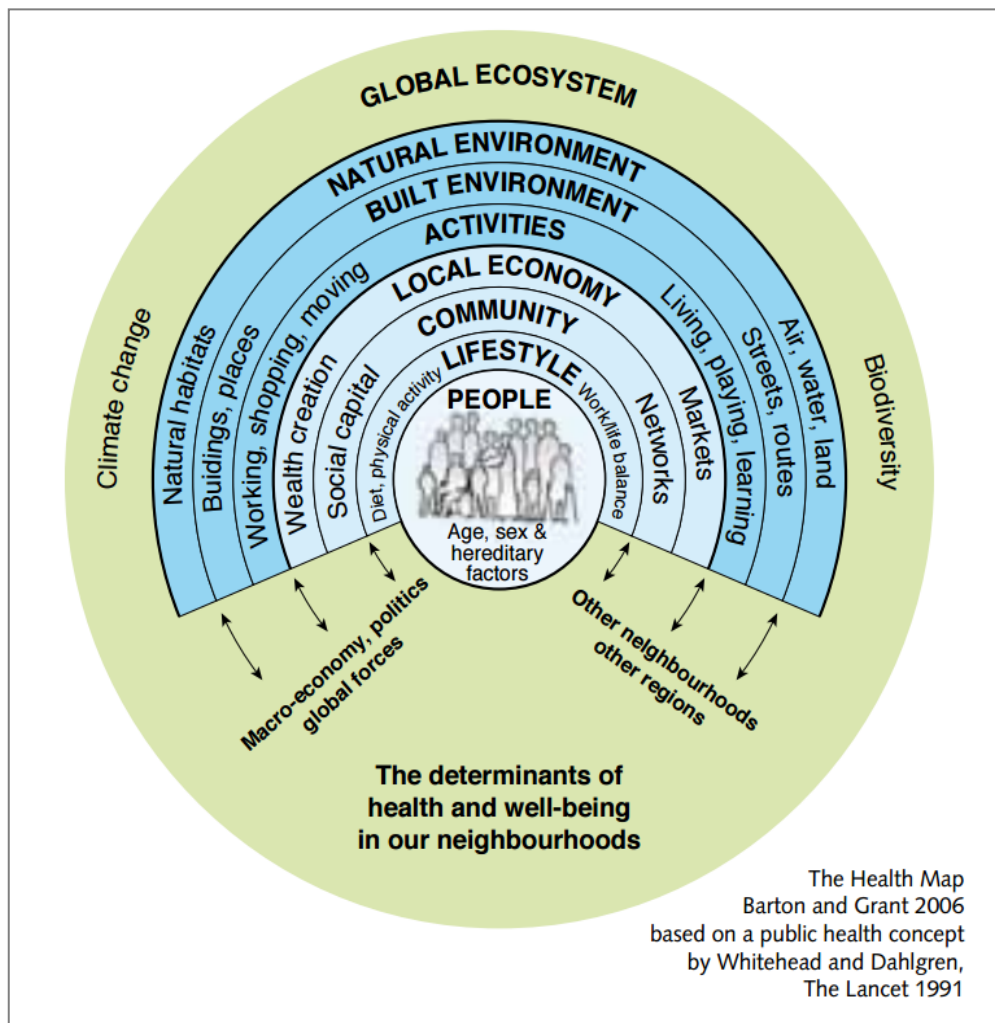 GLOBAL ECOSYSTEM
NATURAL ENVIRONMENT
BUILT ENVIRONMENT
ACTIVITIES
LOCAL ECONOMY
COMMUNITY
LIFESTYLE
PEOPLE
Age, sex &
hereditary
factors
Climate change
Natural habitats
Buidings, places
Working, shopping, moving
Wealth creation
Social capital
Diet, physical activity
Work/life balance
Networks
Markets
Living, playing, learning
Streets, routes
Air, water, land
Biodiversity
Macro-economy, politics
global forces
Other neighbourhoods
other regions
The determinants of
health and well-being
in our neighbourhoods
The Health Map
Barton and Grant 2006
based on a public health concept
by Whitehead and Dahlgren,
The Lancet 1991